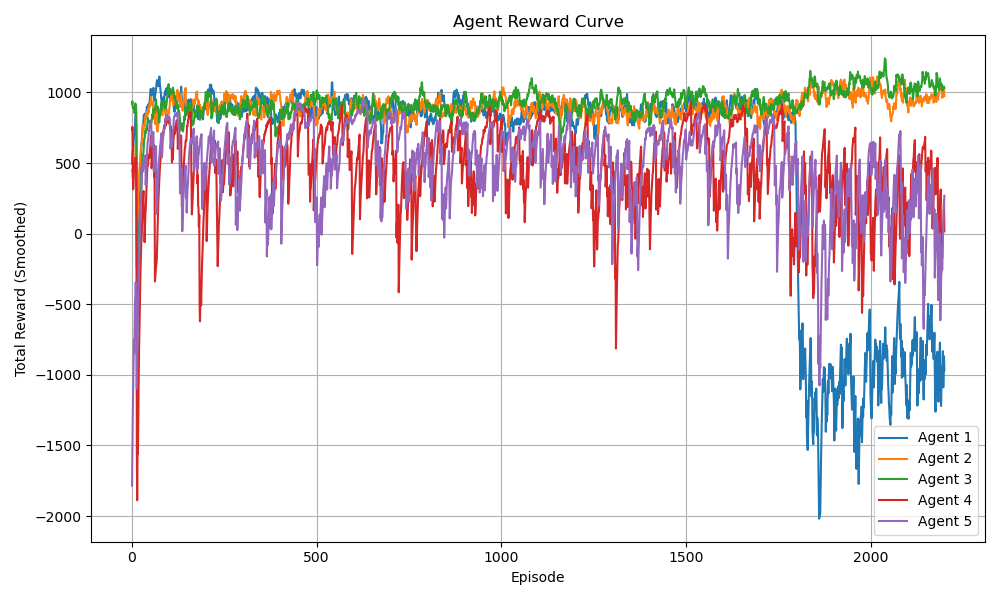 Agent Reward Curve
Total Reward (Smoothed)
1000
500
0
−500
−1000
−1500
−2000
0 500 1000 1500 2000
Episode
Agent 1
Agent 2
Agent 3
Agent 4
Agent 5